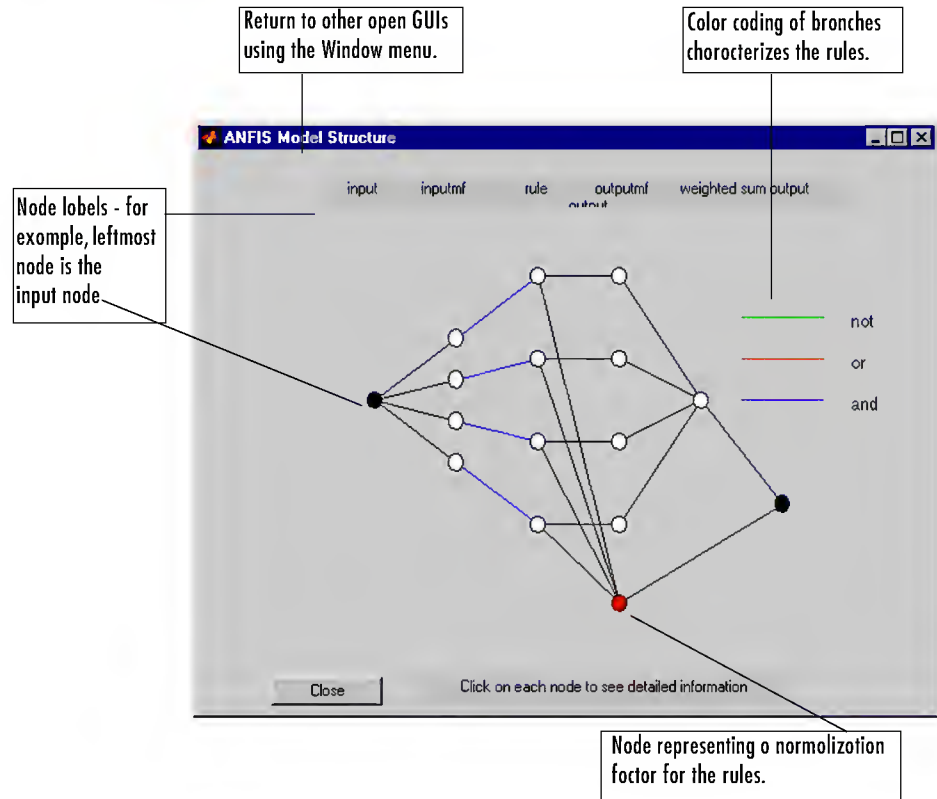 Return to other open GUIs
using the Window menu.
Color coding of bronches
chorocterizes the rules.
ANFIS Model Structure
input inputmf rule outputmf weighted sum output
output
Node labels - for
exomple, leftmost
node is the
input node
not
or
and
Close
Click on each node to see detailed information
Node representing o normolizotion
foctor for the rules.